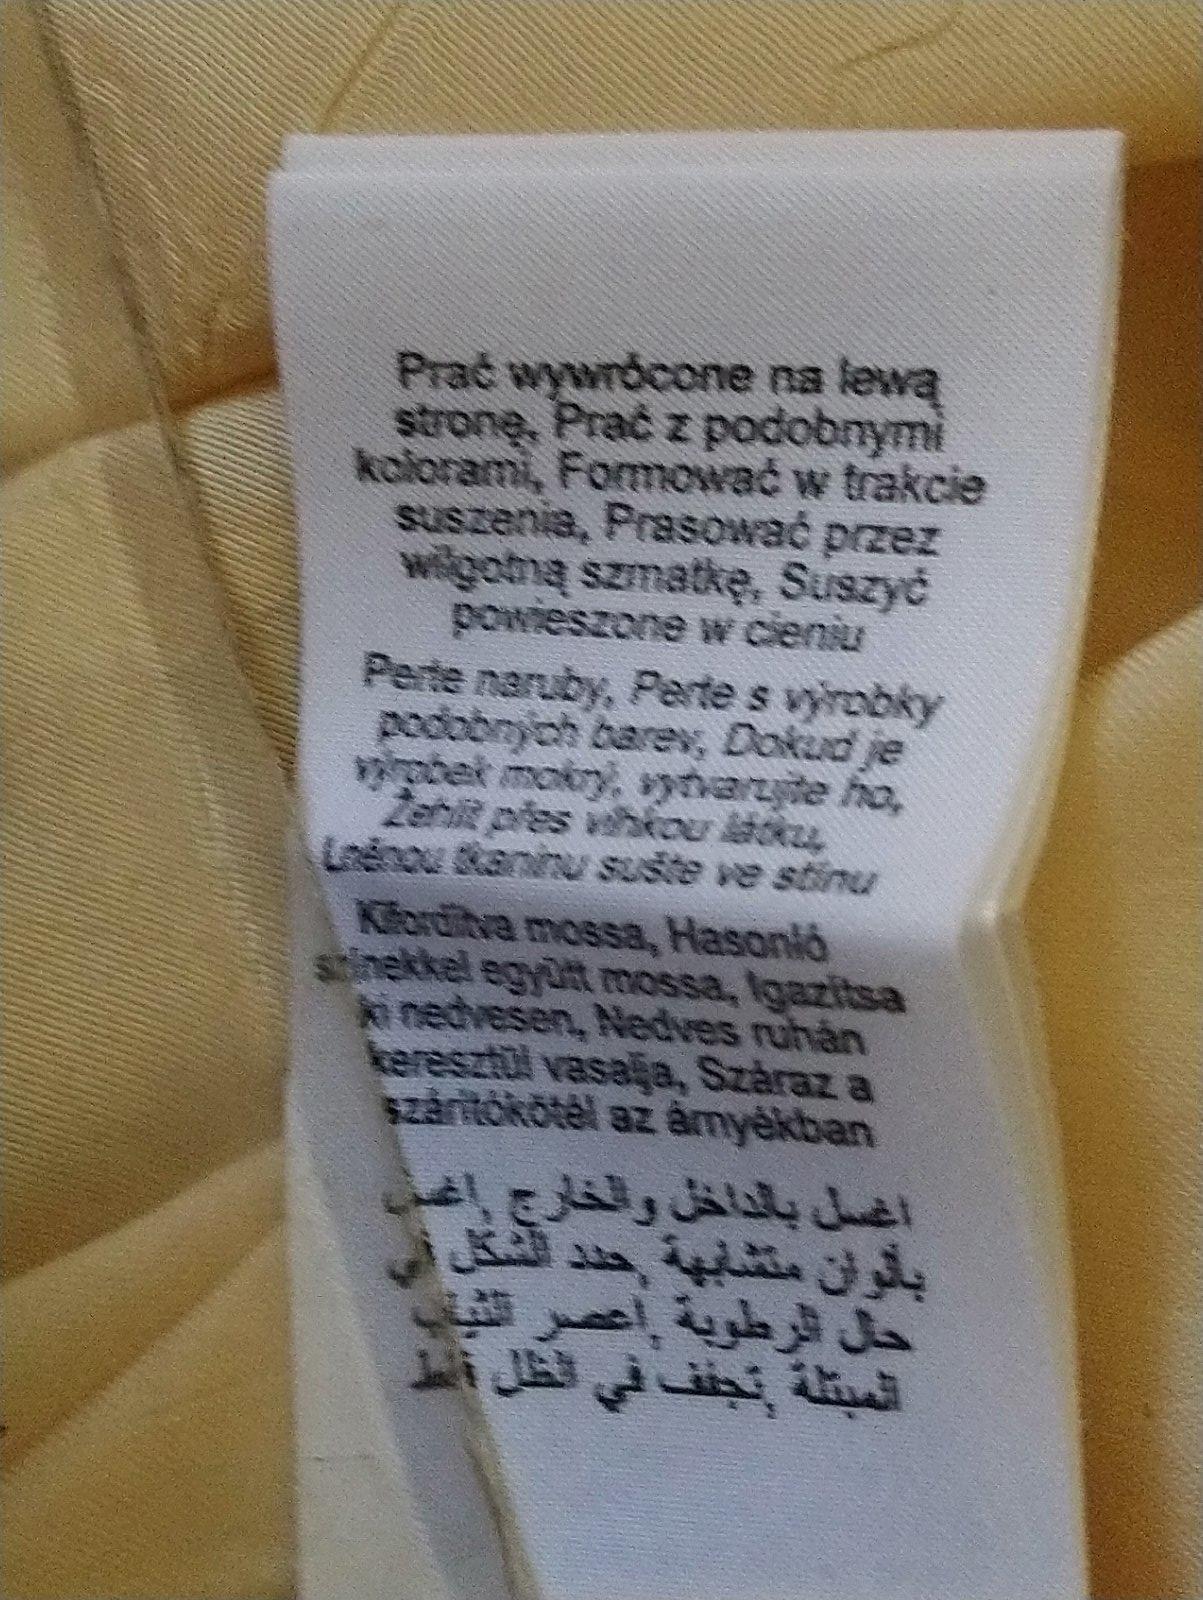 Prać wywrócone na lewą
stronę, Prać z podobnymi
kolorami, Formować w trakcie
suszenia, Prasować przez
wilgotną szmatkę, Suszyć
powieszone w cieniu
Perte naruby, Perte s výrobky
podobných barev, Dokud je
výrobek mokrý, vytvarujte ho,
Žehlit přes vlhkou látku,
Lněnou tkaninu sušte ve stínu
Kifordítva mossa, Hasonló
színekkel együtt mossa, Igazítsa
ki nedvesen, Nedves ruhán
keresztül vasalja, Száraz a
szárítókötél az árnyékban
اغسل بالداخل والخارج ,اغسل
بألوان متشابهة ,حدد الشكل في
حال الرطوبة ,اعصر الثياب
المبتلة ,تجفف في الظل فقط